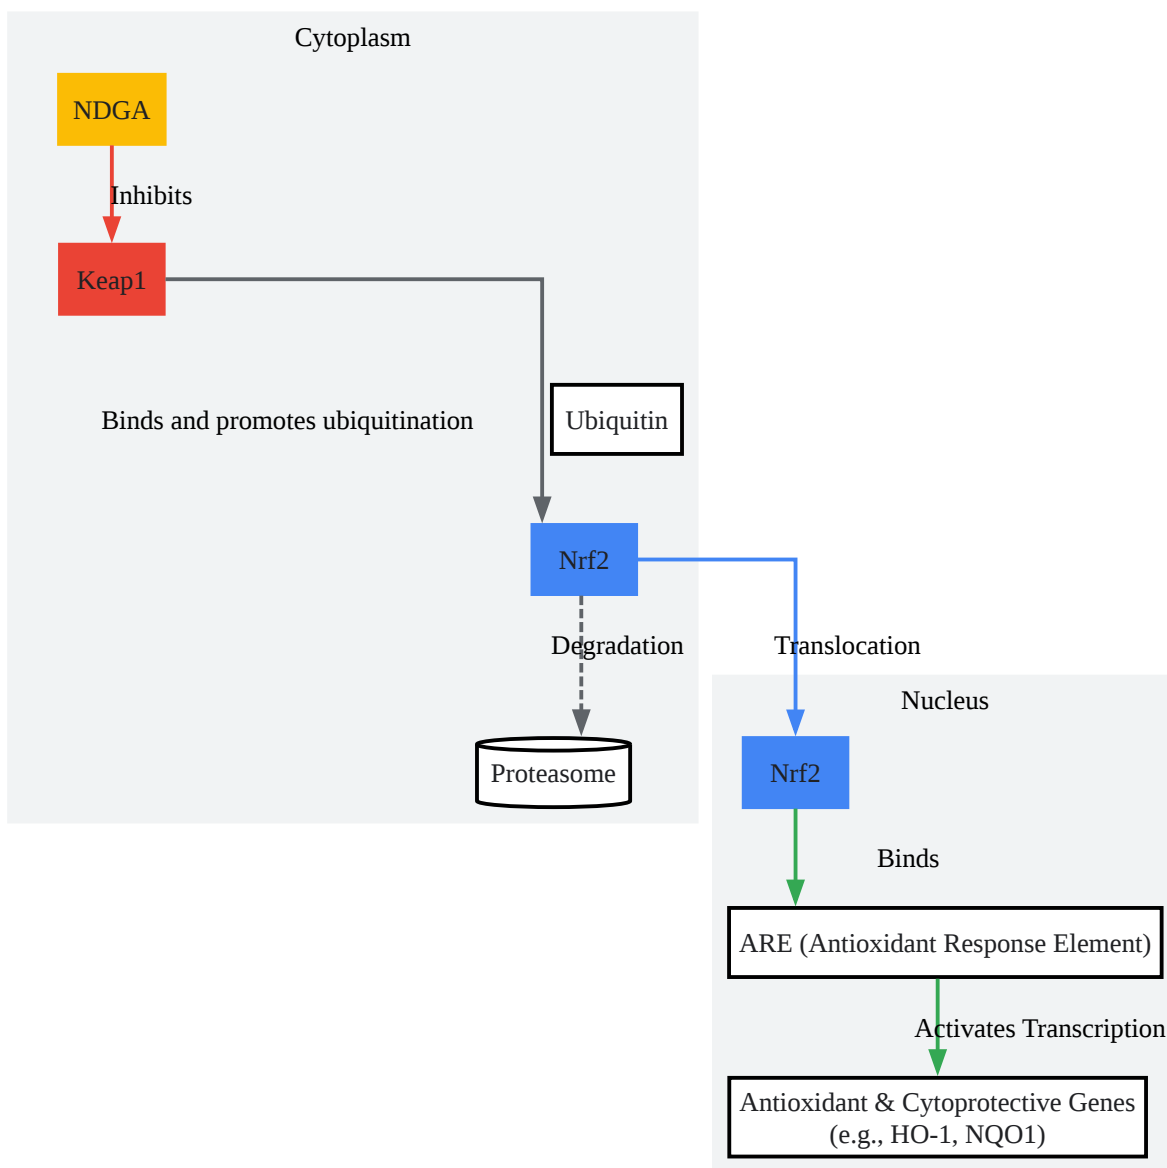 Cytoplasm
NDGA
Inhibits
Keap1
Binds and promotes ubiquitination
Ubiquitin
Nrf2
Degradation
Translocation
Proteasome
Nucleus
Nrf2
Binds
ARE (Antioxidant Response Element)
Activates Transcription
Antioxidant & Cytoprotective Genes
(e.g., HO-1, NQO1)